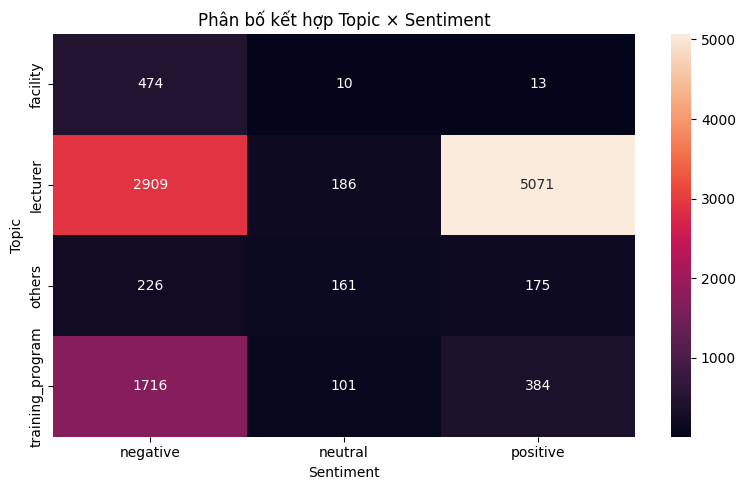 Phân bố kết hợp Topic × Sentiment
Topic
facility
474
10
13
lecturer
2909
186
5071
others
226
161
175
training_program
1716
101
384
negative
neutral
positive
Sentiment
5000
4000
3000
2000
1000